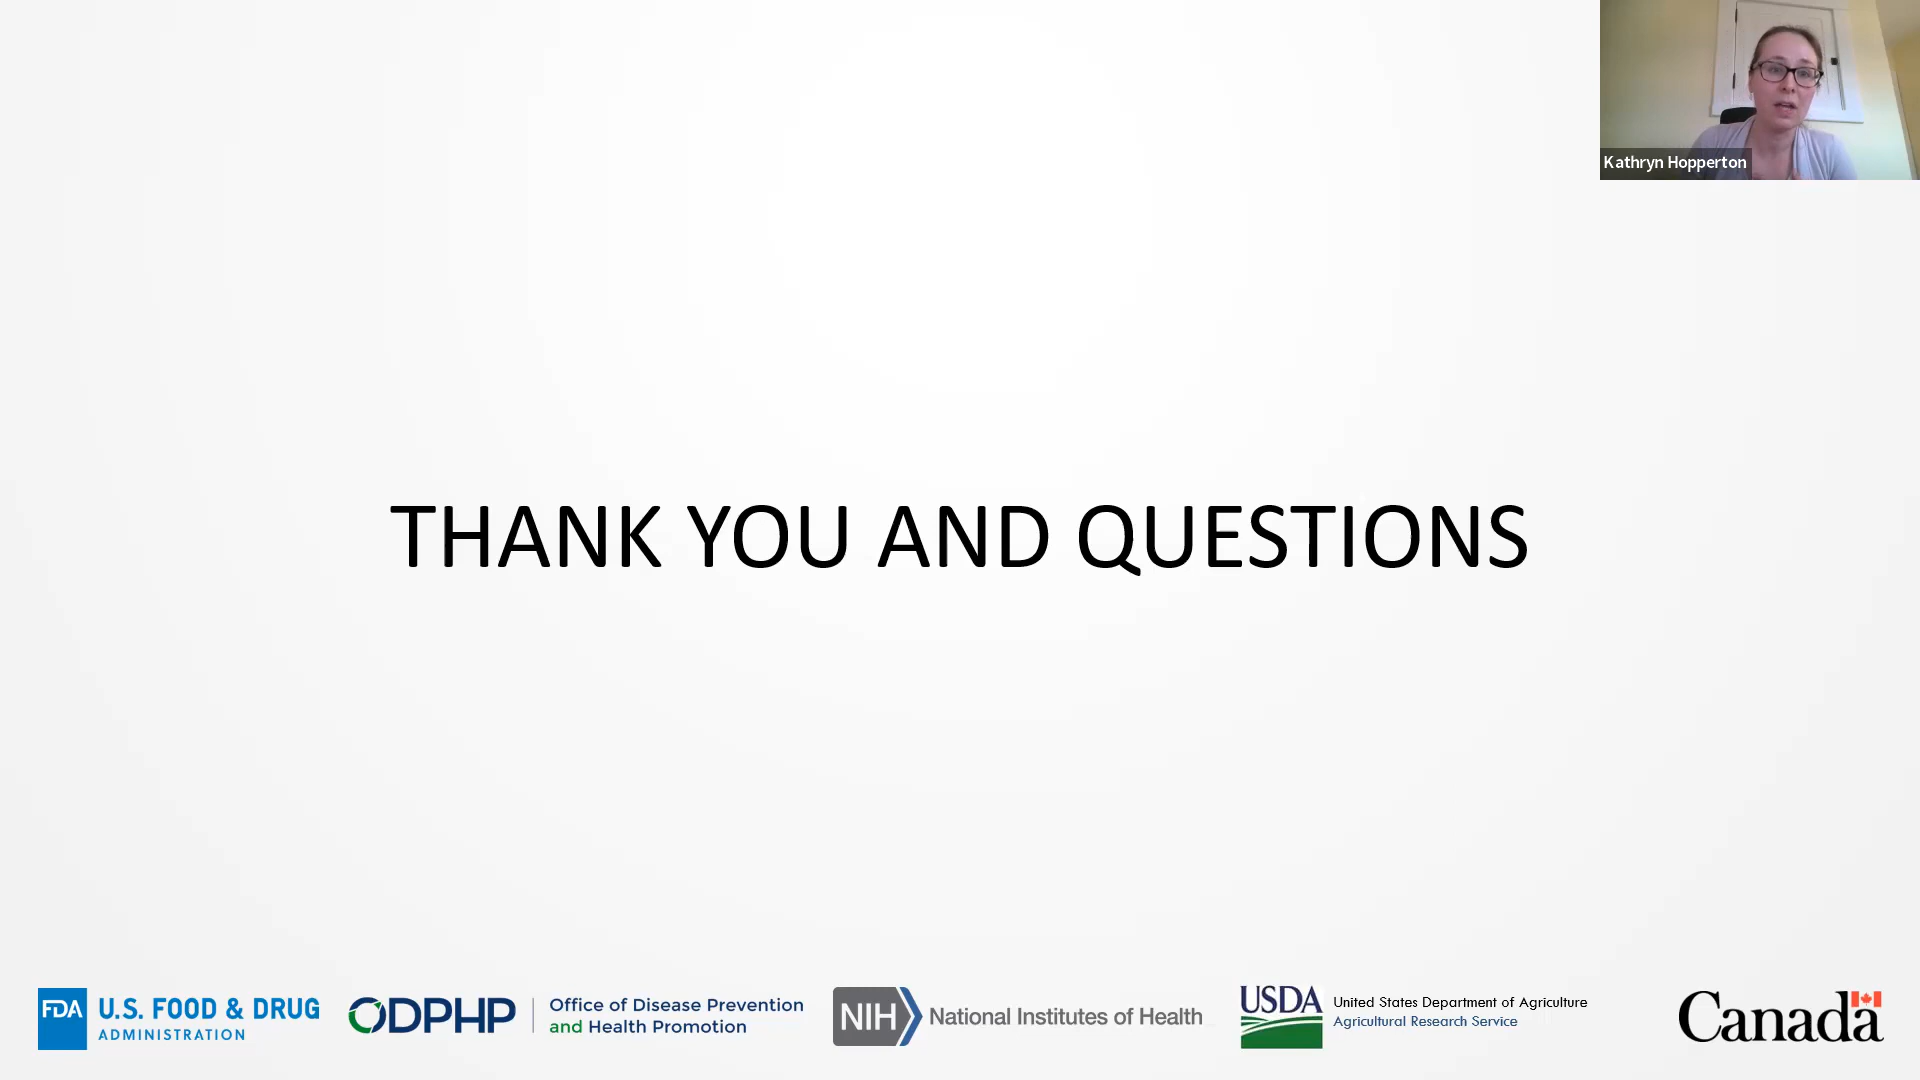 Kathryn Hopperton
THANK YOU AND QUESTIONS
FDA
U.S. FOOD & DRUG
ADMINISTRATION
ODPHP
Office of Disease Prevention
and Health Promotion
NIH
National Institutes of Health
USDA
United States Department of Agriculture
Agricultural Research Service
Canada